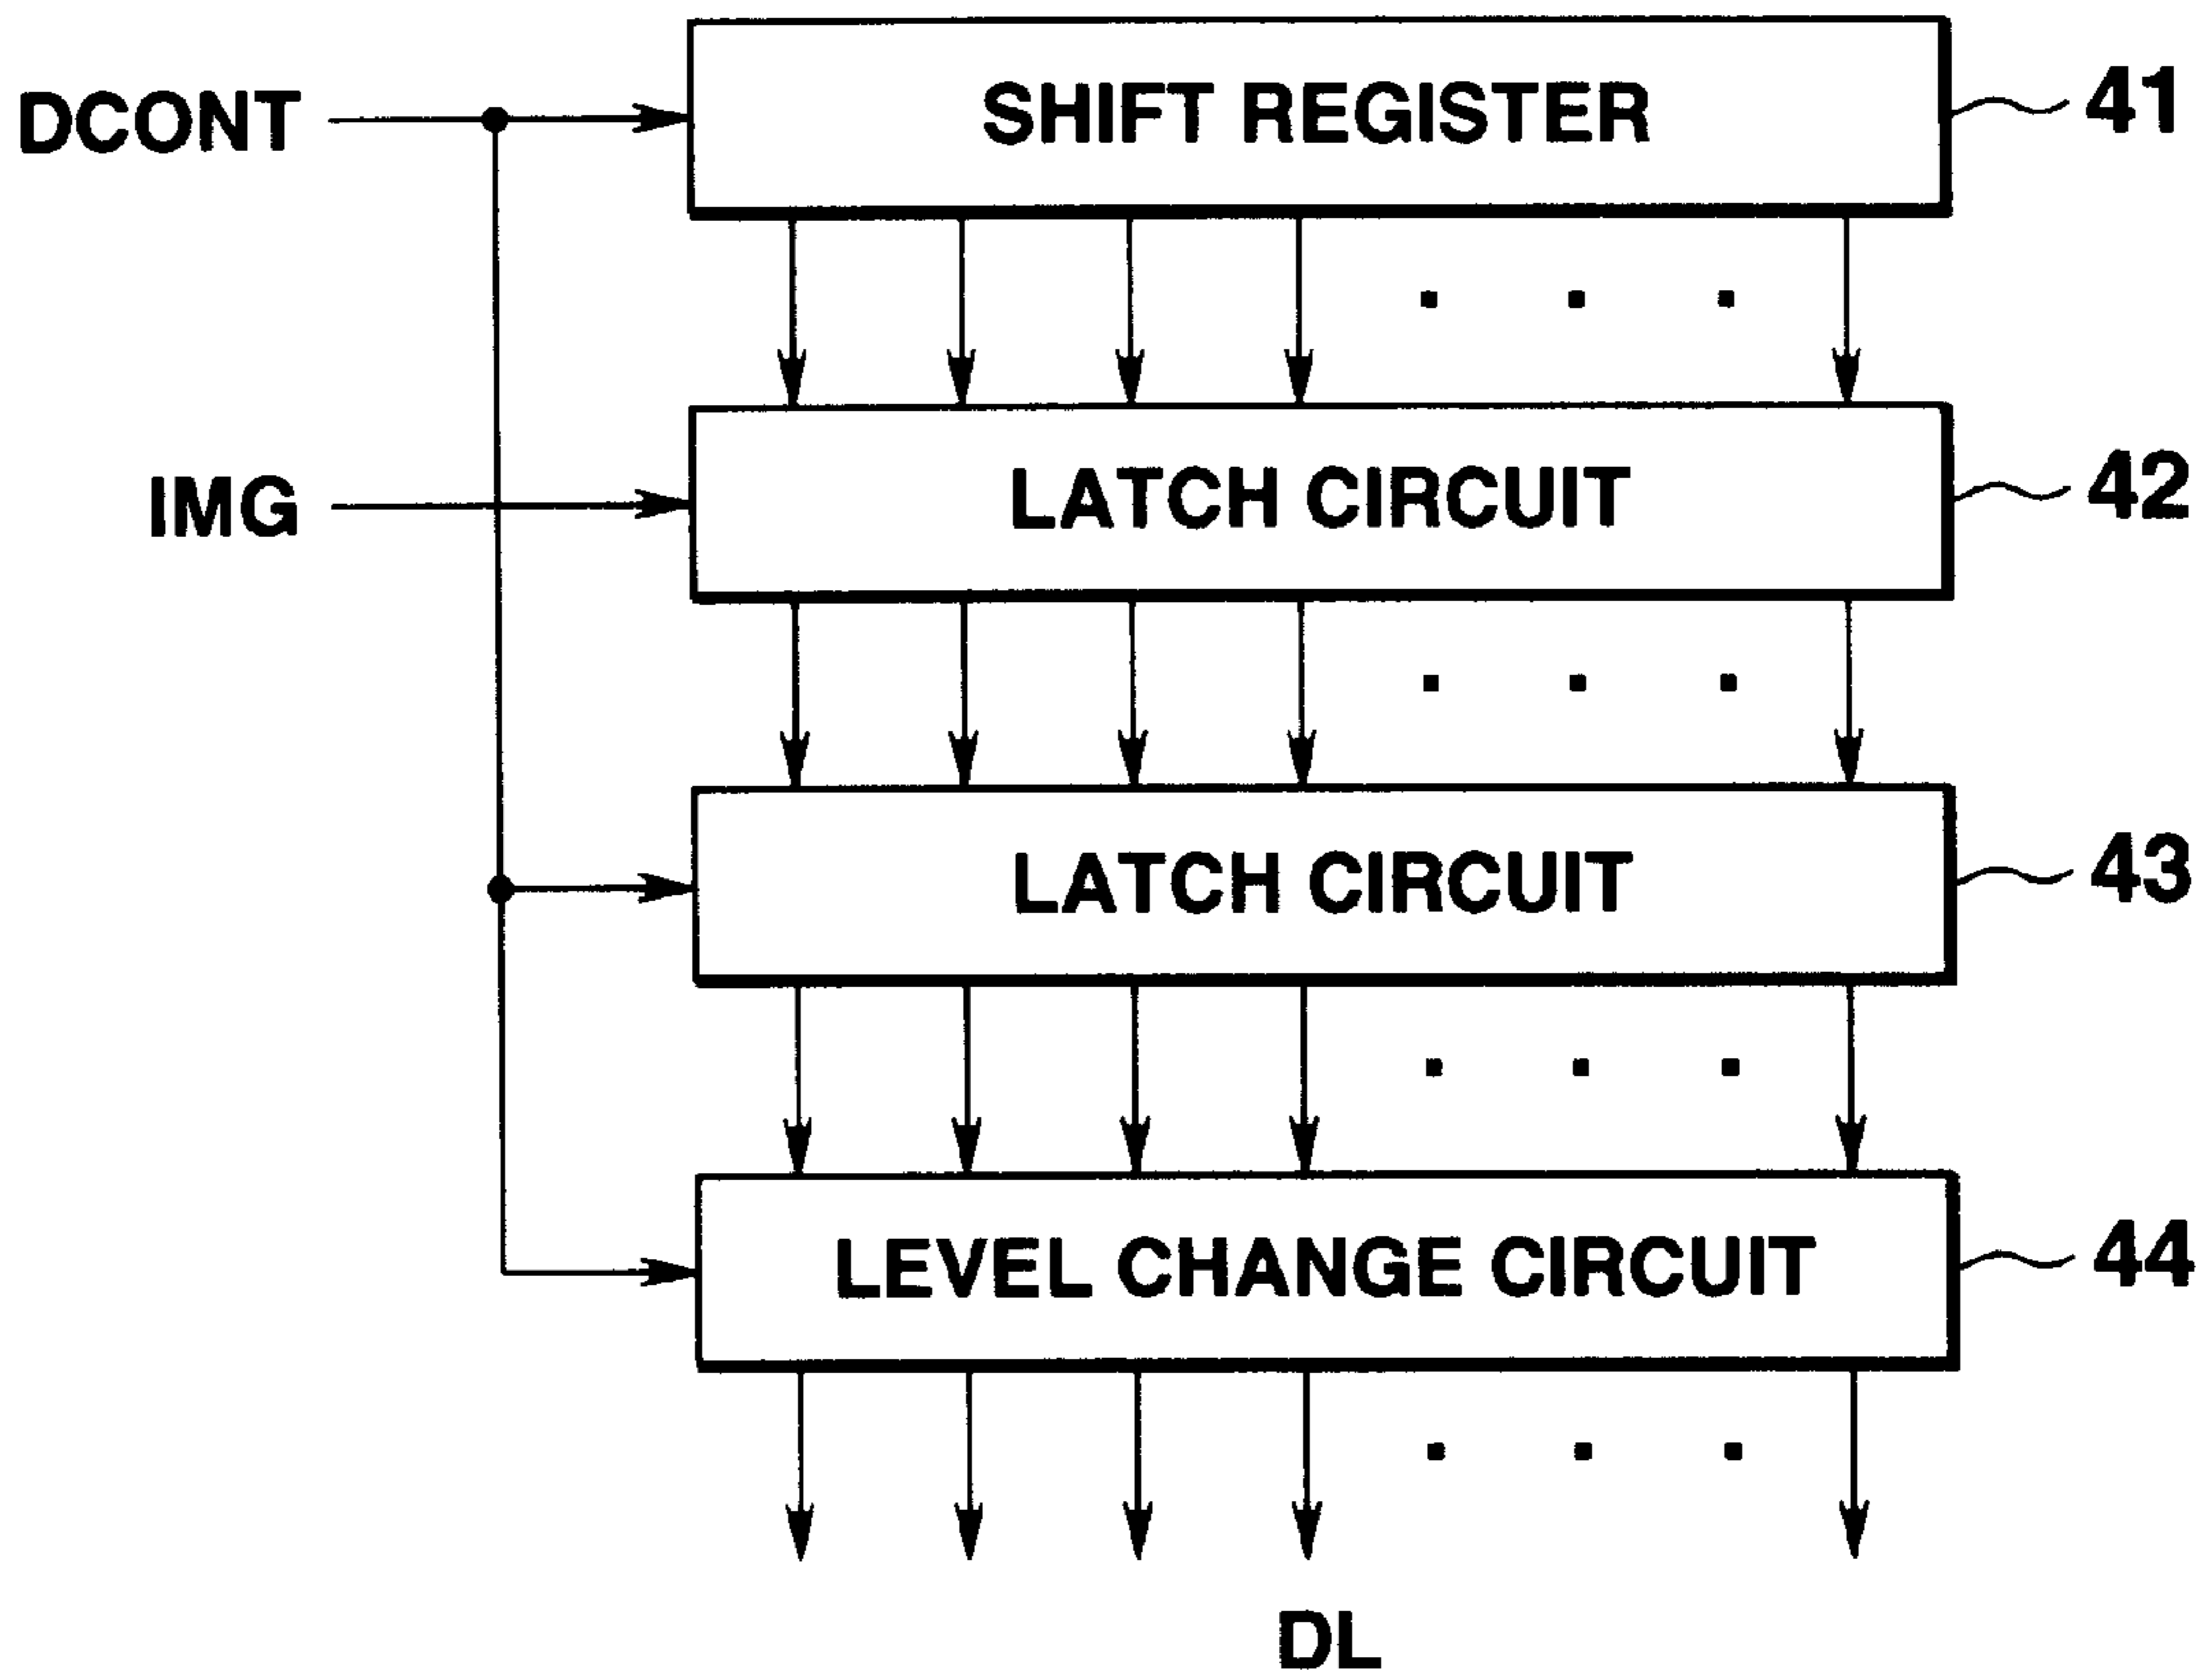 DCONT
SHIFT REGISTER
41
IMG
LATCH CIRCUIT
42
LATCH CIRCUIT
43
LEVEL CHANGE CIRCUIT
44
DL